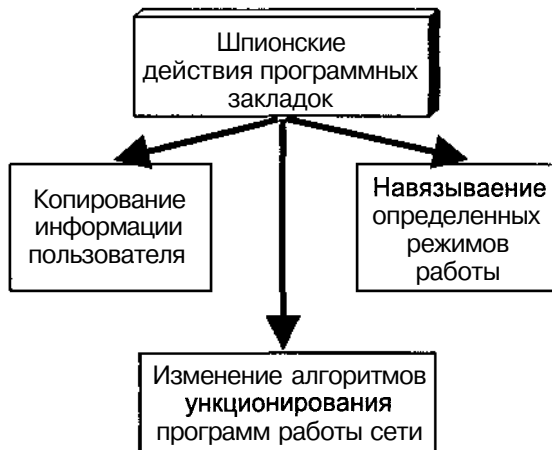 Шпионские
действия программных
закладок
Копирование
информации
пользователя
Навязываение
определенных
режимов
работы
Изменение алгоритмов
ункционирования
программ работы сети